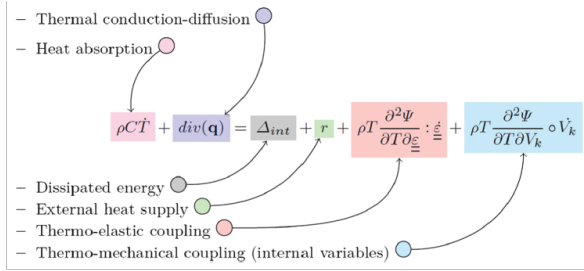 – Thermal conduction-diffusion
– Heat absorption
ρCṪ + div(q) = Δ_int + r + ρT ∂²Ψ/∂T∂ε : ε̇ + ρT ∂²Ψ/∂T∂V_k ∘ V̇_k
– Dissipated energy
– External heat supply
– Thermo-elastic coupling
– Thermo-mechanical coupling (internal variables)